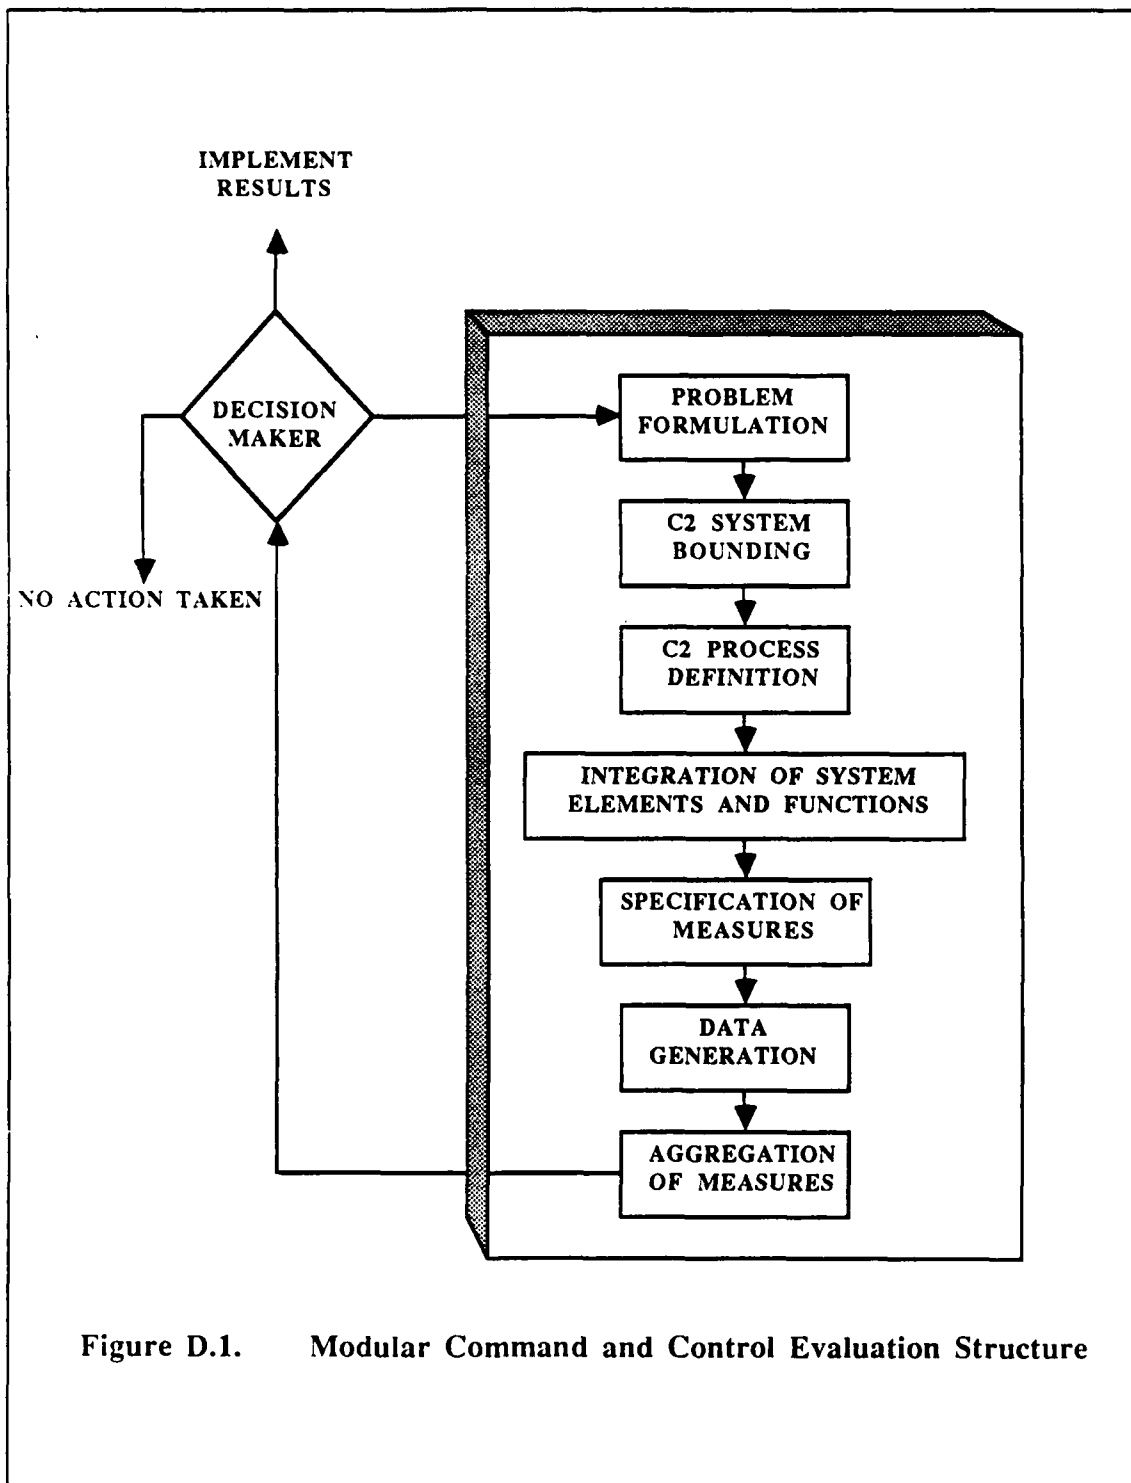 IMPLEMENT
RESULTS
DECISION
MAKER
NO ACTION TAKEN
PROBLEM
FORMULATION
C2 SYSTEM
BOUNDING
C2 PROCESS
DEFINITION
INTEGRATION OF SYSTEM
ELEMENTS AND FUNCTIONS
SPECIFICATION OF
MEASURES
DATA
GENERATION
AGGREGATION
OF MEASURES
Figure D.1. Modular Command and Control Evaluation Structure